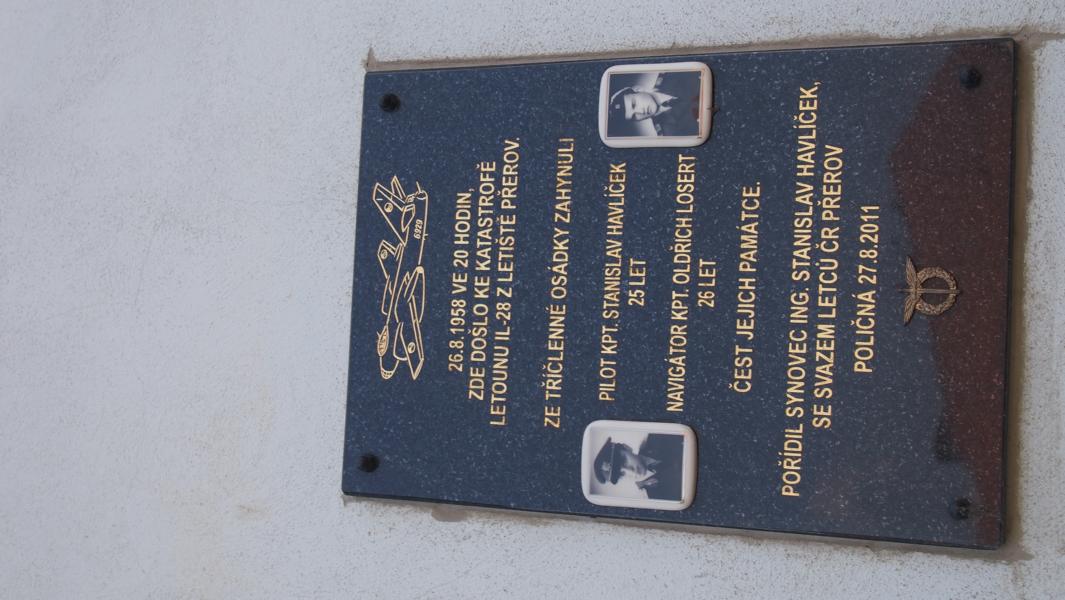 6929
26.8.1958 VE 20 HODIN,
ZDE DOŠLO KE KATASTROFĚ
LETOUNU IL-28 Z LETIŠTĚ PŘEROV.
ZE TŘÍČLENNÉ OSÁDKY ZAHYNULI
PILOT KPT. STANISLAV HAVLÍČEK
25 LET
NAVIGÁTOR KPT. OLDŘICH LOSERT
26 LET
ČEST JEJICH PAMÁTCE.
POŘÍDIL SYNOVEC ING. STANISLAV HAVLÍČEK,
SE SVAZEM LETCŮ ČR PŘEROV
POLIČNÁ 27.8.2011